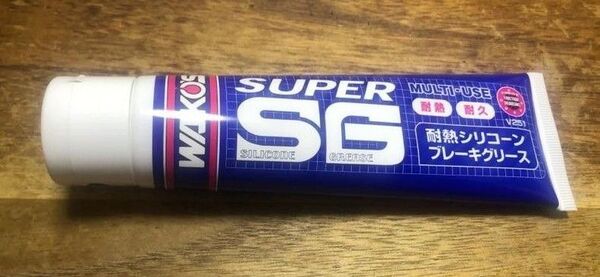 WAKO'S
SUPER
SG
SILICONE GREASE
MULTI-USE
耐熱 耐久
V251
耐熱シリコーン
ブレーキグリース